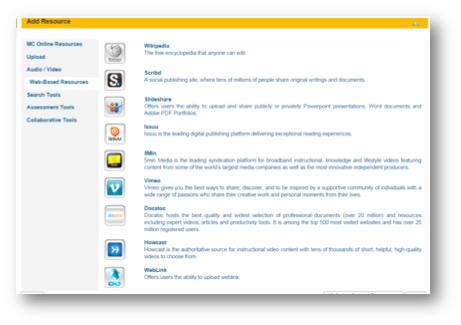 Add Resource
MC Online Resources
Upload
Audio / Video
Web-Based Resources
Search Tools
Assessment Tools
Collaborative Tools
Wikipedia
The free encyclopedia that anyone can edit.
Scribd
A social publishing site, where tens of millions of people share original writings and documents.
Slideshare
Offers users the ability to upload and share publicly or privately Powerpoint presentations, Word documents and
Adobe PDF Portfolios.
Issuu
Issuu is the leading digital publishing platform delivering exceptional reading experiences.
5Min
5min Media is the leading syndication platform for broadband instructional, knowledge and lifestyle videos featuring
content from some of the world's largest media companies as well as the most innovative independent producers.
Vimeo
Vimeo gives you the best ways to share, discover, and to be inspired by a supportive community of individuals with a
wide range of passions who share their creative work and personal moments from their lives.
Docstoc
Docstoc hosts the best quality and widest selection of professional documents (over 20 million) and resources
including expert videos, articles and productivity tools. It is among the top 500 most visited websites and has over 25
million registered users.
Howcast
Howcast is the authoritative source for instructional video content with tens of thousands of short, helpful, high-quality
videos to choose from.
WebLink
Offers users the ability to upload weblink.